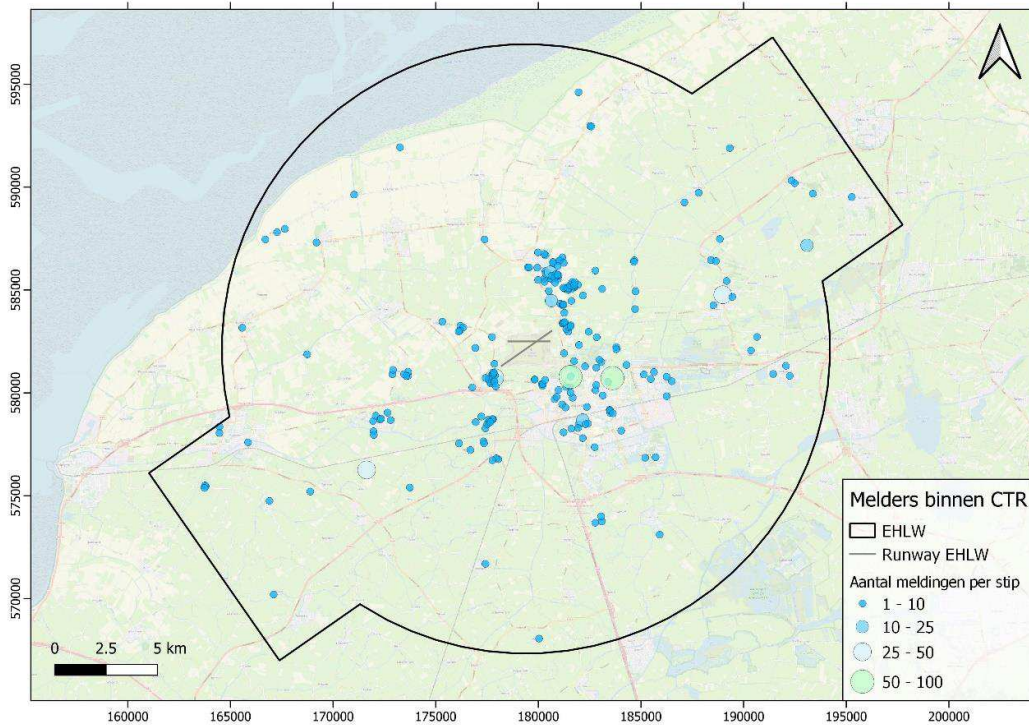 595000
590000
585000
580000
575000
570000
0 2.5 5 km
Melders binnen CTR
EHLW
Runway EHLW
Aantal meldingen per stip
1 - 10
10 - 25
25 - 50
50 - 100
160000 165000 170000 175000 180000 185000 190000 195000 200000